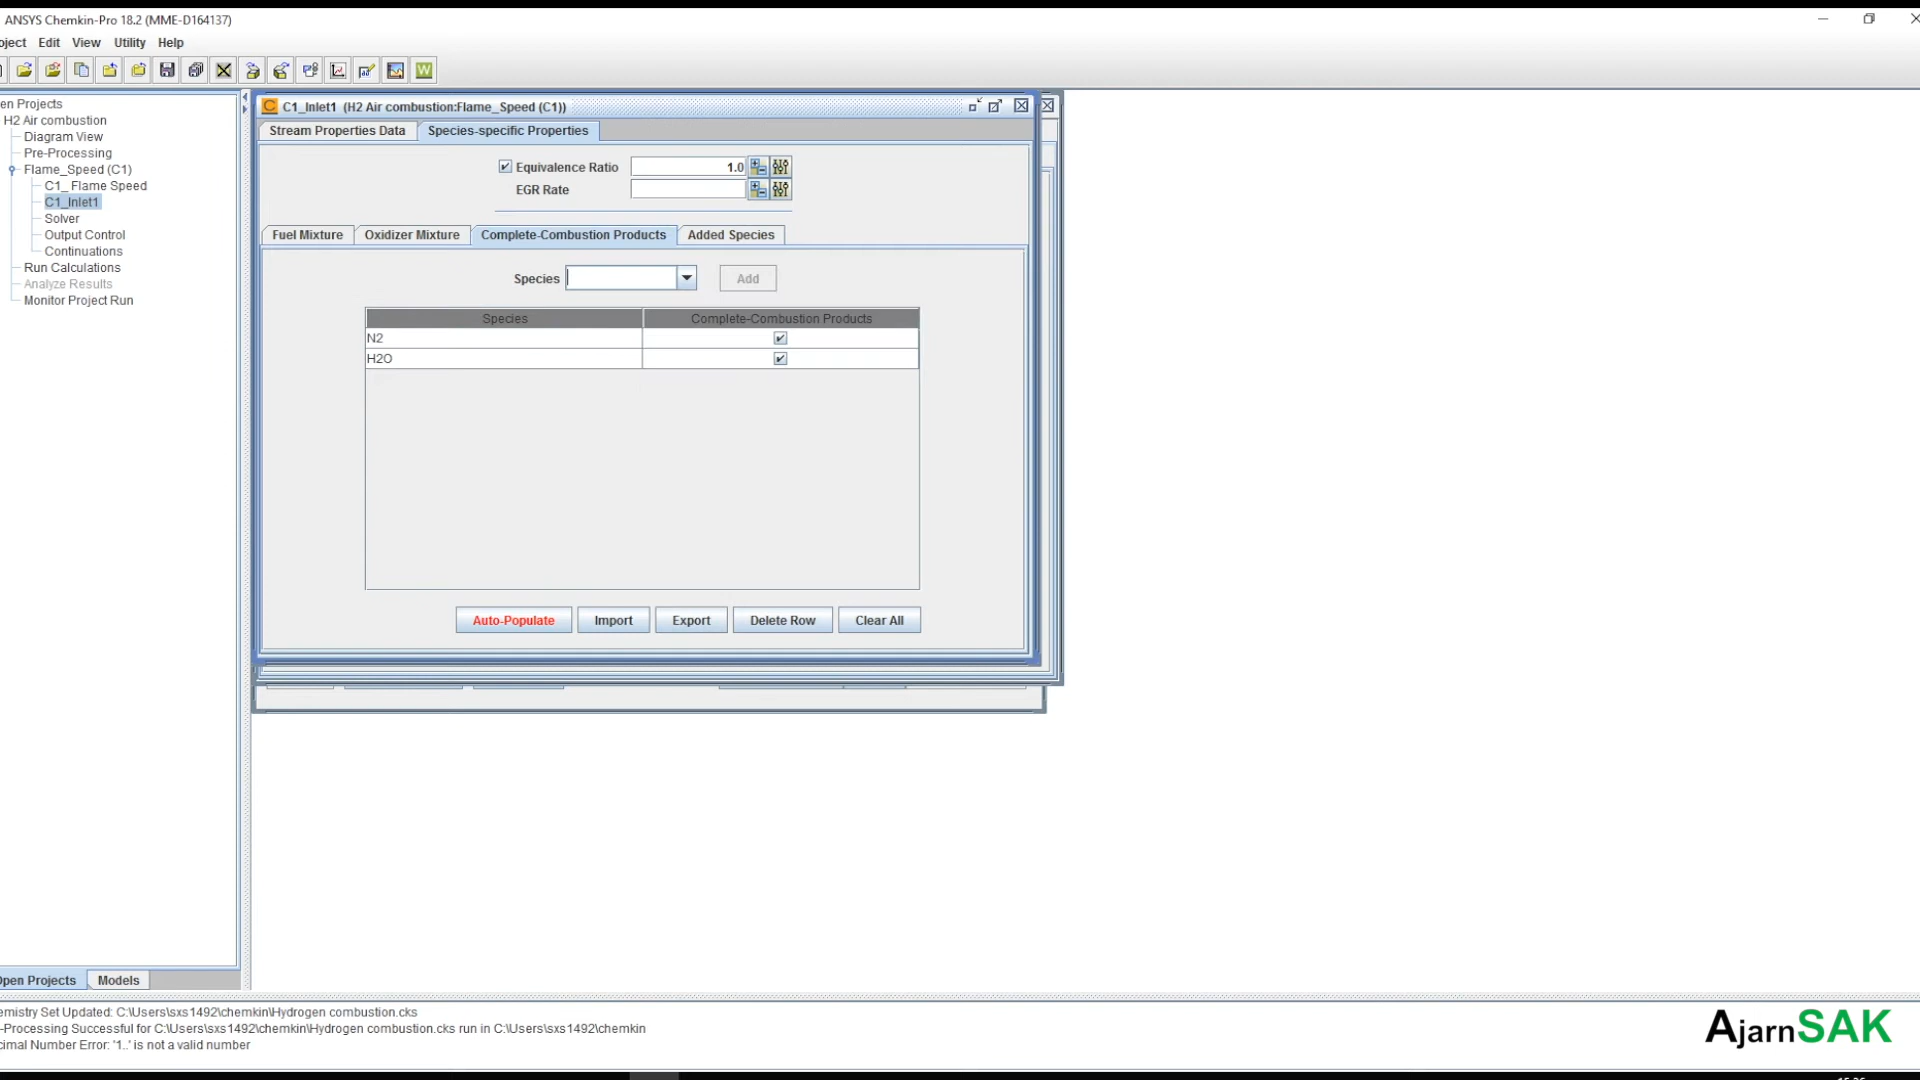 ANSYS Chemkin-Pro 18.2 (MME-D164137)
oject Edit View Utility Help
en Projects
H2 Air combustion
Diagram View
Pre-Processing
Flame_Speed (C1)
C1_ Flame Speed
C1_Inlet1
Solver
Output Control
Continuations
Run Calculations
Analyze Results
Monitor Project Run
C1_Inlet1 (H2 Air combustion:Flame_Speed (C1))
Stream Properties Data Species-specific Properties
Equivalence Ratio 1.0
EGR Rate
Fuel Mixture Oxidizer Mixture Complete-Combustion Products Added Species
Species Add
Species Complete-Combustion Products
N2
H2O
Auto-Populate Import Export Delete Row Clear All
Open Projects Models
emistry Set Updated: C:\Users\sxs1492\chemkin\Hydrogen combustion.cks
-Processing Successful for C:\Users\sxs1492\chemkin\Hydrogen combustion.cks run in C:\Users\sxs1492\chemkin
cimal Number Error: '1..' is not a valid number
AjarnSAK